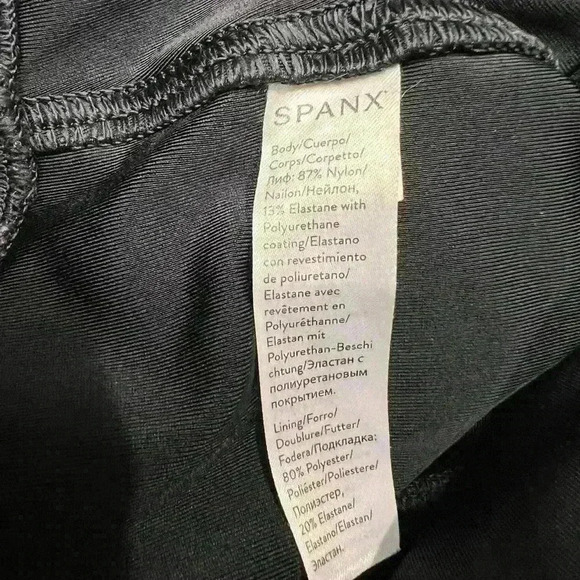 SPANX
Body/Cuerpo/
Corps/Corpetto/
Лиф: 87% Nylon/
Nailon/Нейлон,
13% Elastane with
Polyurethane
coating/Elastano
con revestimiento
de poliuretano/
Elastane avec
revêtement en
Polyuréthanne/
Elastan mit
Polyurethan-Beschi
chtung/Эластан с
полиуретановым
покрытием.
Lining/Forro/
Doublure/Futter/
Fodera/Подкладка:
80% Polyester/
Poliéster/Poliestere/
Полиэстер,
20% Elastane/
Elastano/Elastan/
Эластан.